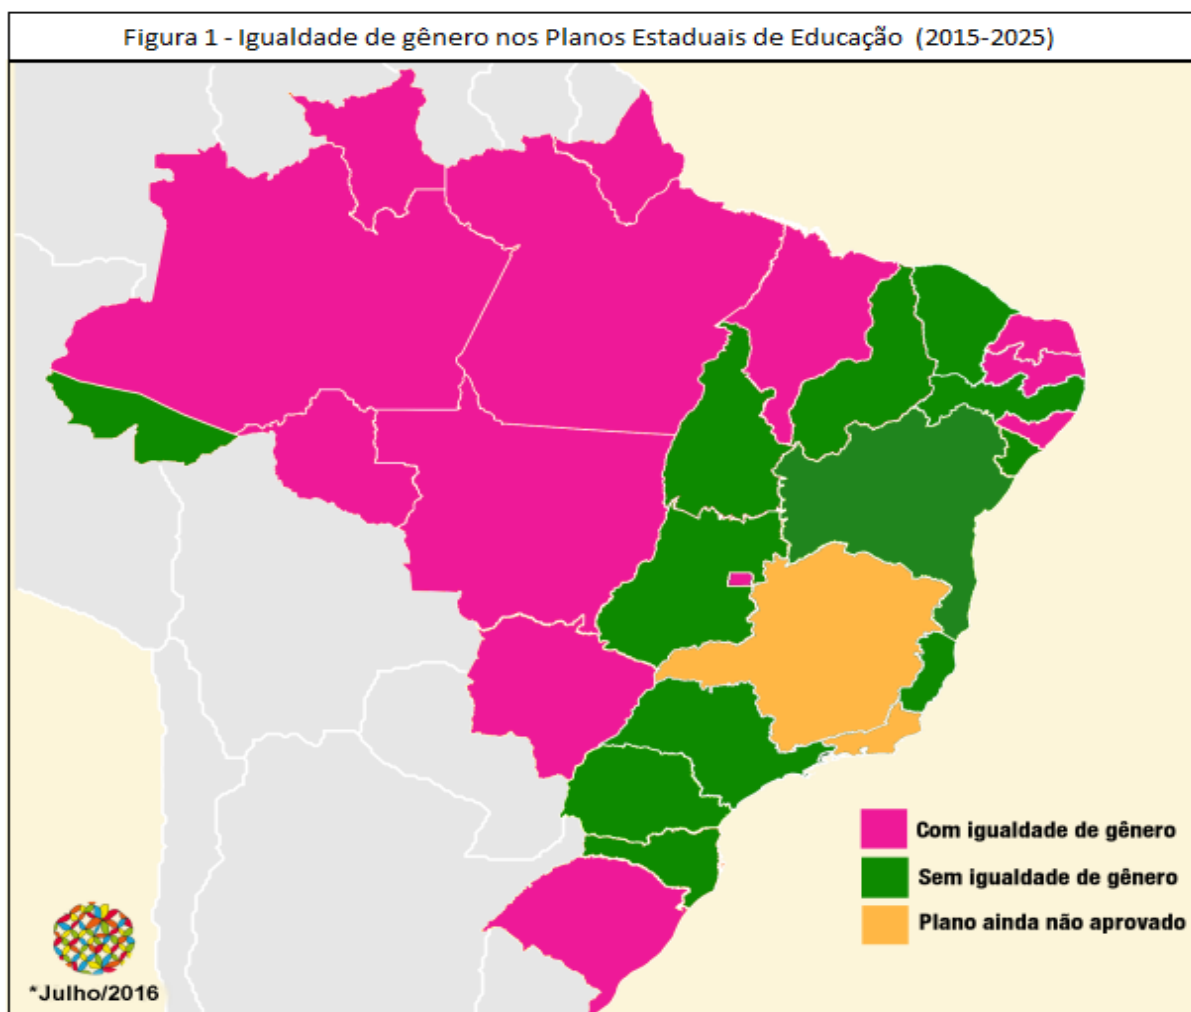 Figura 1 - Igualdade de gênero nos Planos Estaduais de Educação (2015-2025)
Com igualdade de gênero
Sem igualdade de gênero
Plano ainda não aprovado
*Julho/2016